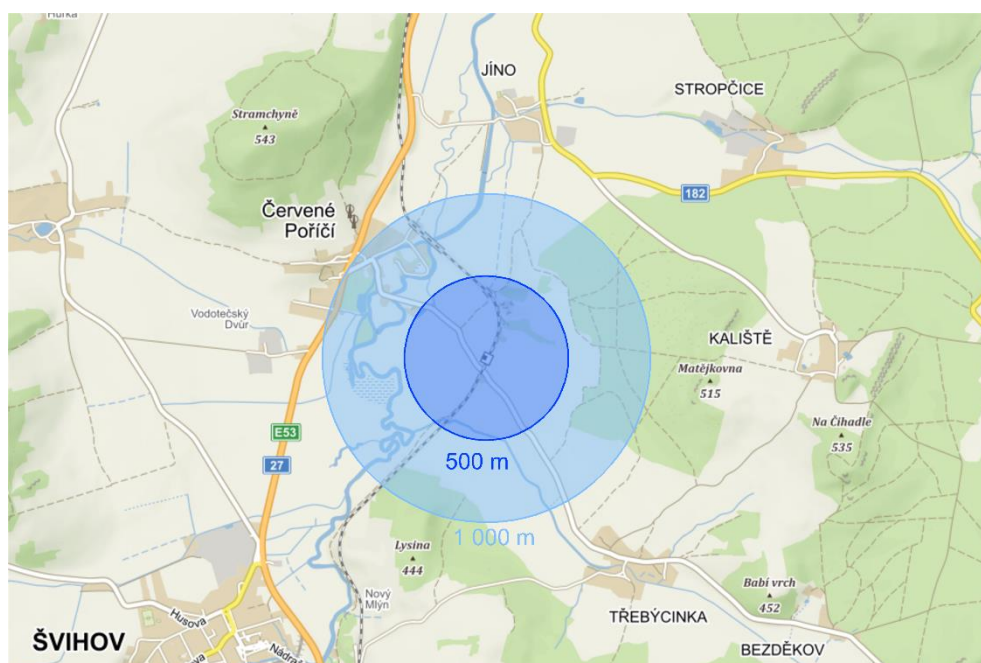 Hůrka
JÍNO
STROPČICE
Stramchyně
543
182
Červené
Poříčí
Vodotečský
Dvůr
KALIŠTĚ
Matějkovna
515
Na Čihadle
535
E53
27
500 m
1 000 m
Lysina
444
Nový
Mlýn
Babí vrch
452
Husova
TŘEBÝCINKA
ŠVIHOV
BEZDĚKOV